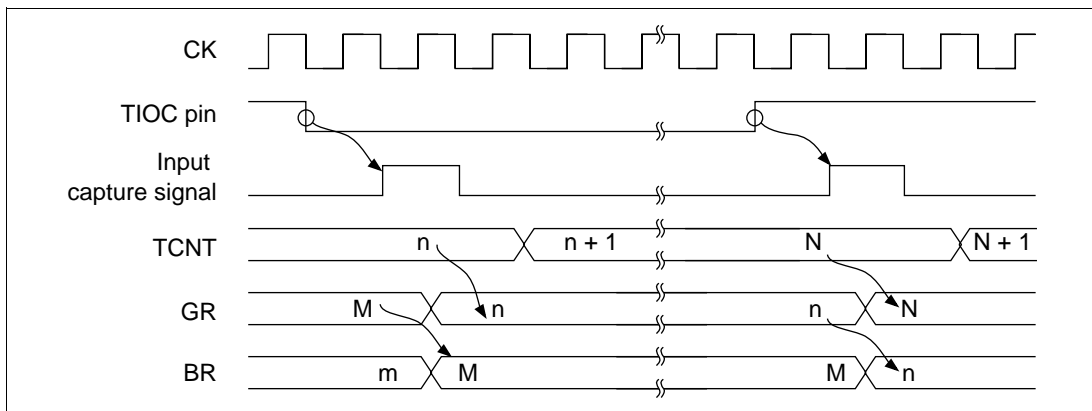 CK
TIOC pin
Input
capture signal
TCNT n n + 1 N N + 1
GR M n n N
BR m M M n